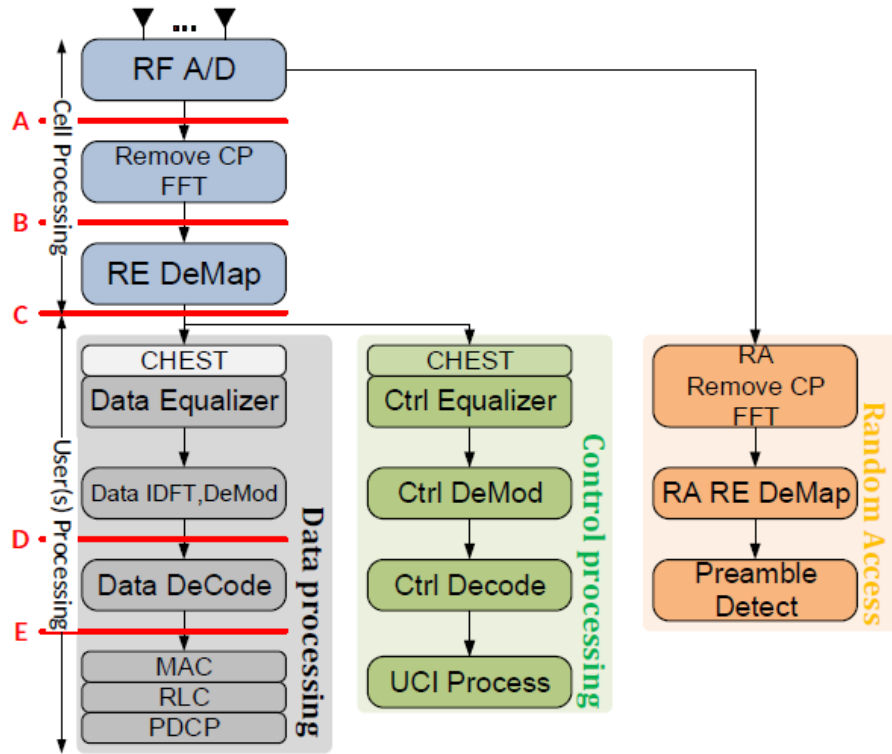 ...
RF A/D
A
Remove CP
FFT
B
RE DeMap
C
Cell Processing
CHEST
Data Equalizer
Data IDFT,DeMod
D
Data DeCode
E
MAC
RLC
PDCP
User(s) Processing
Data processing
CHEST
Ctrl Equalizer
Ctrl DeMod
Ctrl Decode
UCI Process
Control processing
RA
Remove CP
FFT
RA RE DeMap
Preamble
Detect
Random Access